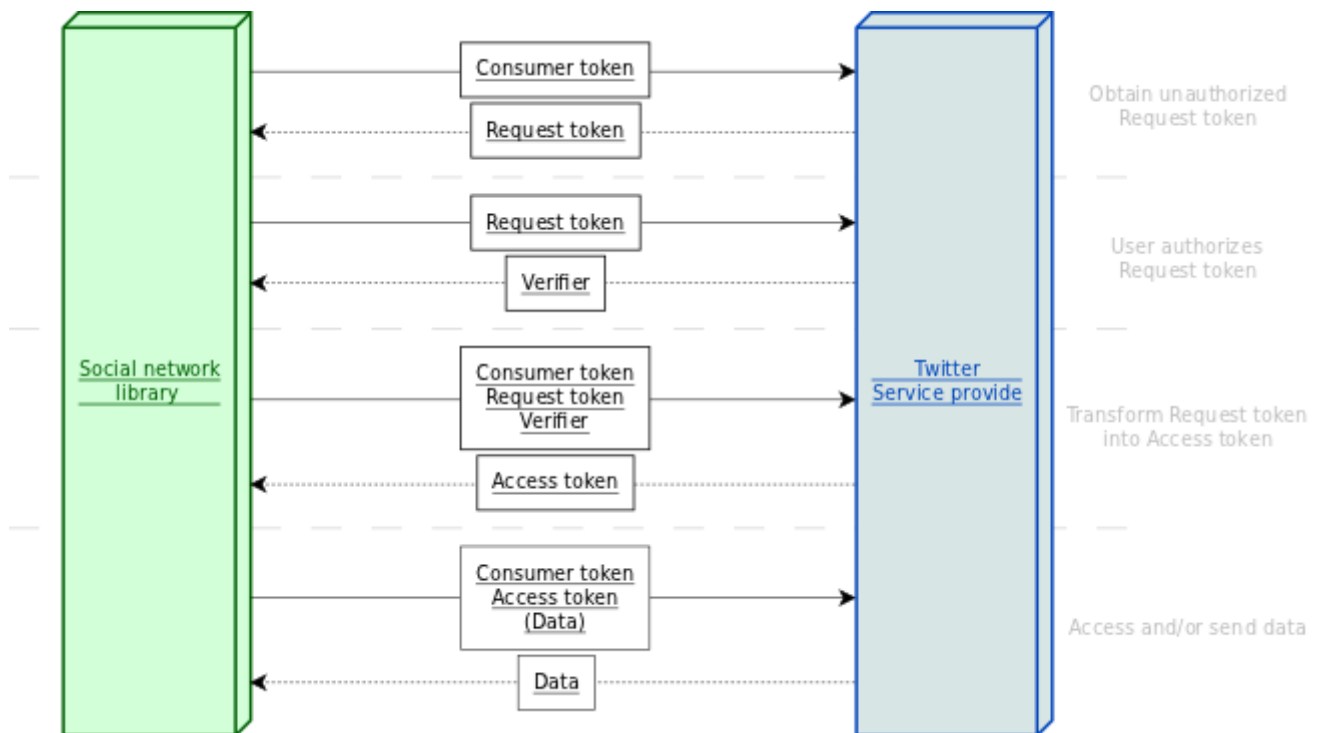 Consumer token
Obtain unauthorized
Request token
Request token
Request token
User authorizes
Request token
Verifier
Social network
library
Consumer token
Request token
Verifier
Twitter
Service provide
Transform Request token
into Access token
Access token
Consumer token
Access token
(Data)
Access and/or send data
Data